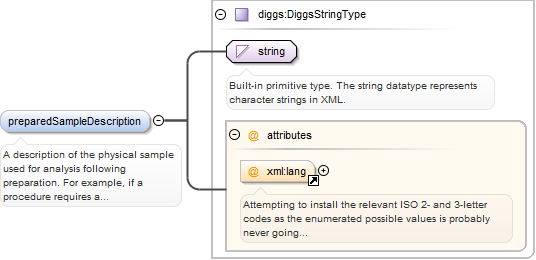 diggs:DiggsStringType
string
Built-in primitive type. The string datatype represents
character strings in XML.
preparedSampleDescription
A description of the physical sample
used for analysis following
preparation. For example, if a
procedure requires a...
@ attributes
@ xml:lang
Attempting to install the relevant ISO 2- and 3-letter
codes as the enumerated possible values is probably
never going...